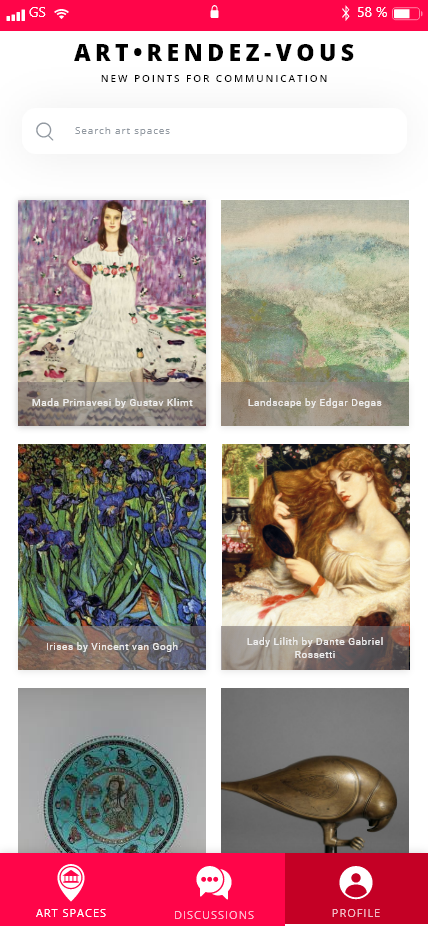 GS
58 %
ART•RENDEZ-VOUS
NEW POINTS FOR COMMUNICATION
Search art spaces
Mada Primavesi by Gustav Klimt
Landscape by Edgar Degas
Irises by Vincent van Gogh
Lady Lilith by Dante Gabriel
Rossetti
ART SPACES
DISCUSSIONS
PROFILE